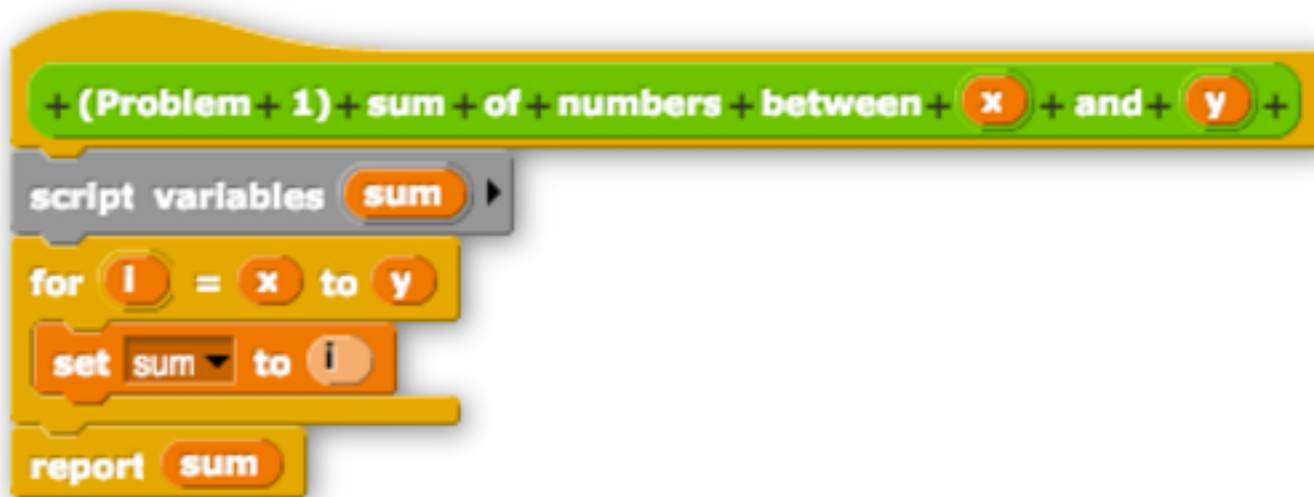 + (Problem + 1) + sum + of + numbers + between + x + and + y +
script variables sum
for i = x to y
set sum to i
report sum